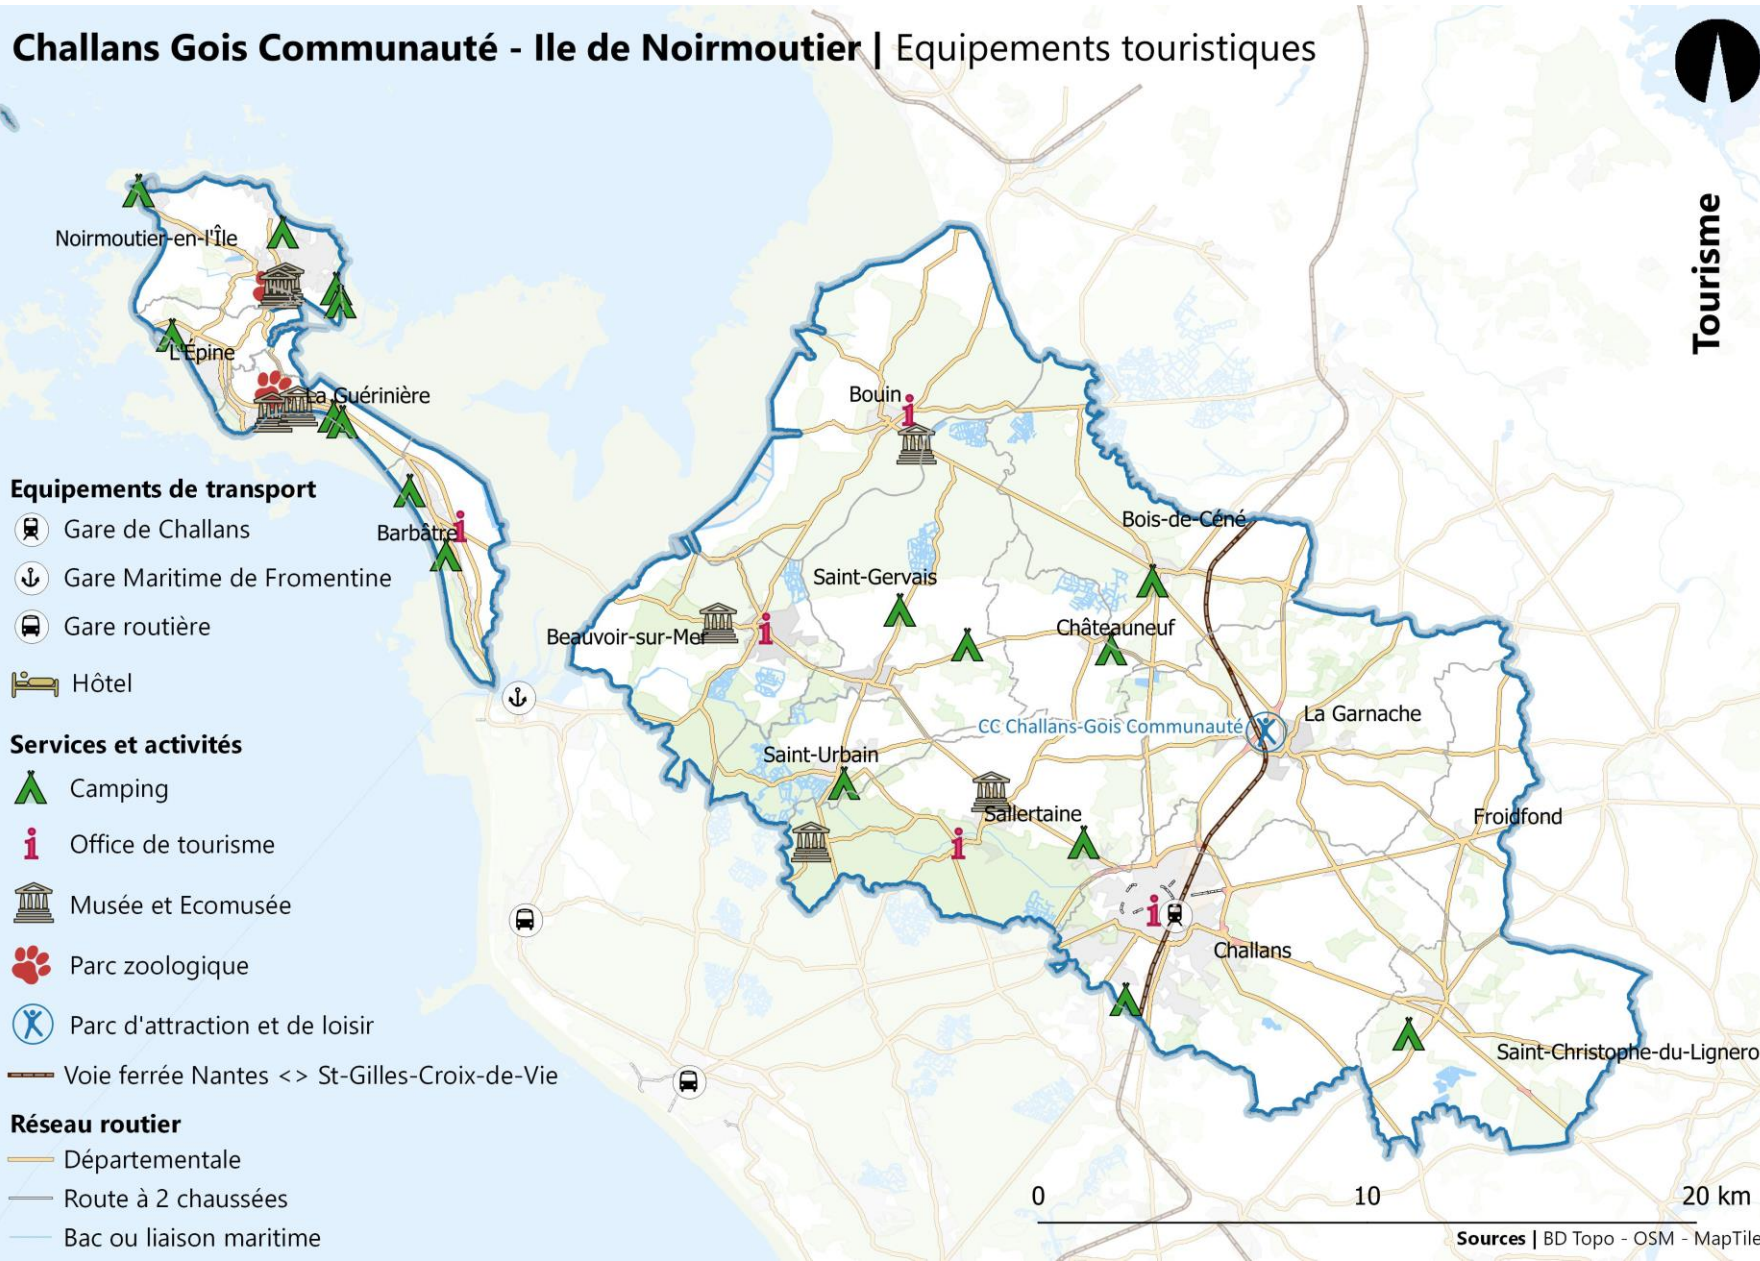 Challans Gois Communauté - Ile de Noirmoutier | Equipements touristiques
Tourisme
Noirmoutier-en-l'Île
L'Épine
La Guérinière
Barbâtre
Bouin
Bois-de-Céné
Saint-Gervais
Châteauneuf
Beauvoir-sur-Mer
CC Challans-Gois Communauté
La Garnache
Saint-Urbain
Sallertaine
Froidfond
Challans
Saint-Christophe-du-Lignero
Equipements de transport
Gare de Challans
Gare Maritime de Fromentine
Gare routière
Hôtel
Services et activités
Camping
Office de tourisme
Musée et Ecomusée
Parc zoologique
Parc d'attraction et de loisir
Voie ferrée Nantes <> St-Gilles-Croix-de-Vie
Réseau routier
Départementale
Route à 2 chaussées
Bac ou liaison maritime
0 10 20 km
Sources | BD Topo - OSM - MapTile